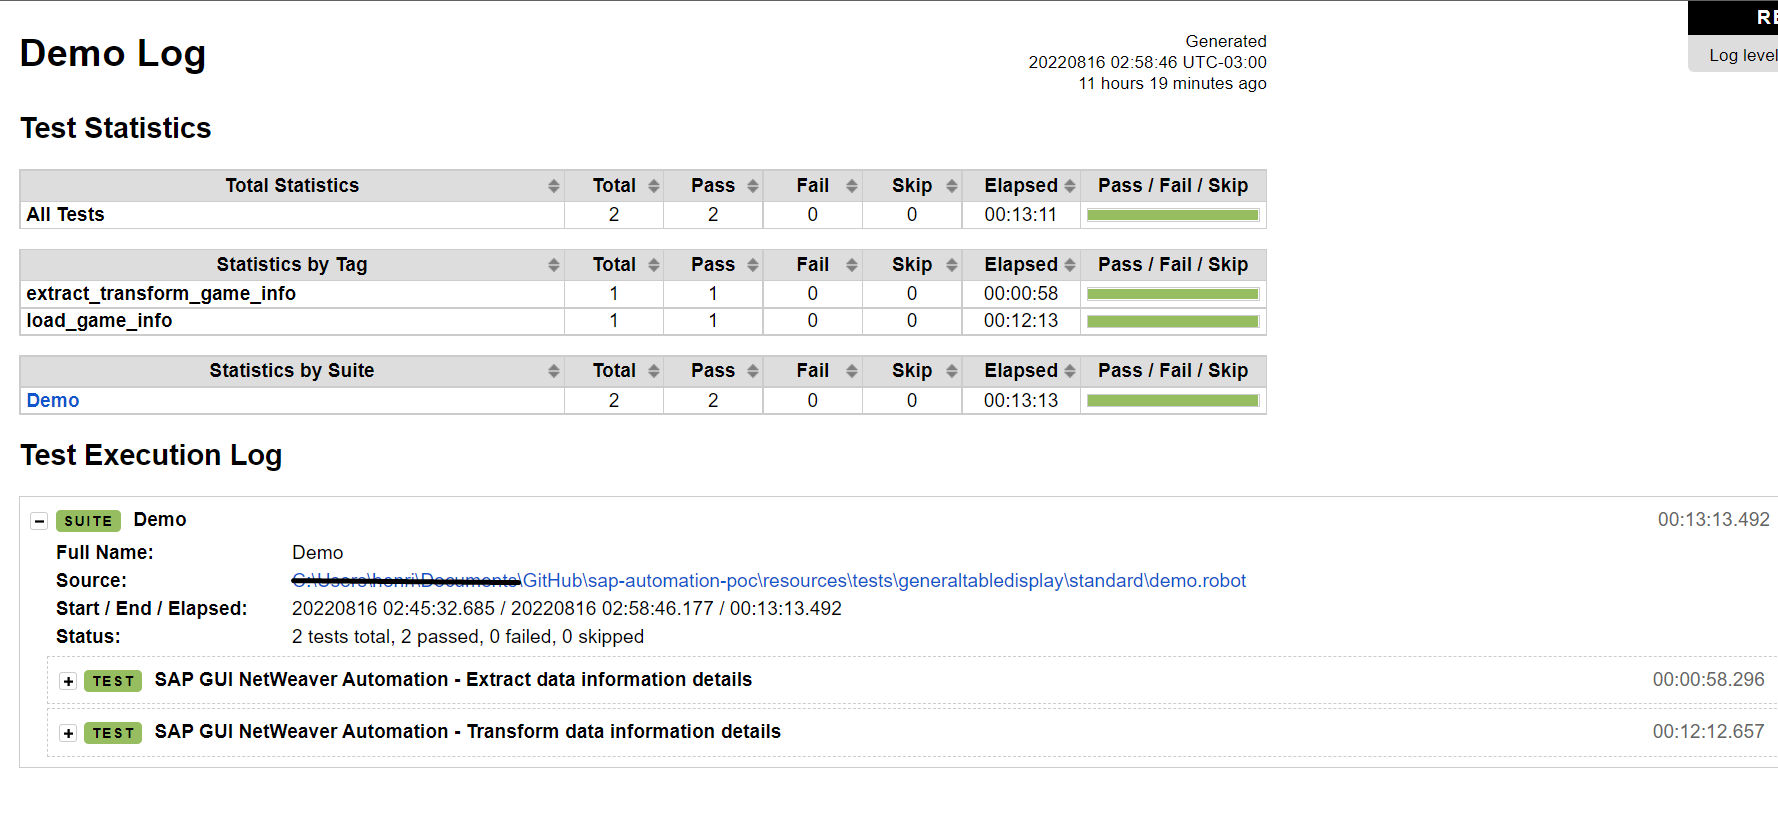 Demo Log
Generated
20220816 02:58:46 UTC-03:00
11 hours 19 minutes ago
RE
Log level
Test Statistics
Total Statistics Total Pass Fail Skip Elapsed Pass / Fail / Skip
All Tests 2 2 0 0 00:13:11
Statistics by Tag Total Pass Fail Skip Elapsed Pass / Fail / Skip
extract_transform_game_info 1 1 0 0 00:00:58
load_game_info 1 1 0 0 00:12:13
Statistics by Suite Total Pass Fail Skip Elapsed Pass / Fail / Skip
Demo 2 2 0 0 00:13:13
Test Execution Log
SUITE Demo 00:13:13.492
Full Name: Demo
Source: \GitHub\sap-automation-poc\resources\tests\generaltabledisplay\standard\demo.robot
Start / End / Elapsed: 20220816 02:45:32.685 / 20220816 02:58:46.177 / 00:13:13.492
Status: 2 tests total, 2 passed, 0 failed, 0 skipped
TEST SAP GUI NetWeaver Automation - Extract data information details 00:00:58.296
TEST SAP GUI NetWeaver Automation - Transform data information details 00:12:12.657